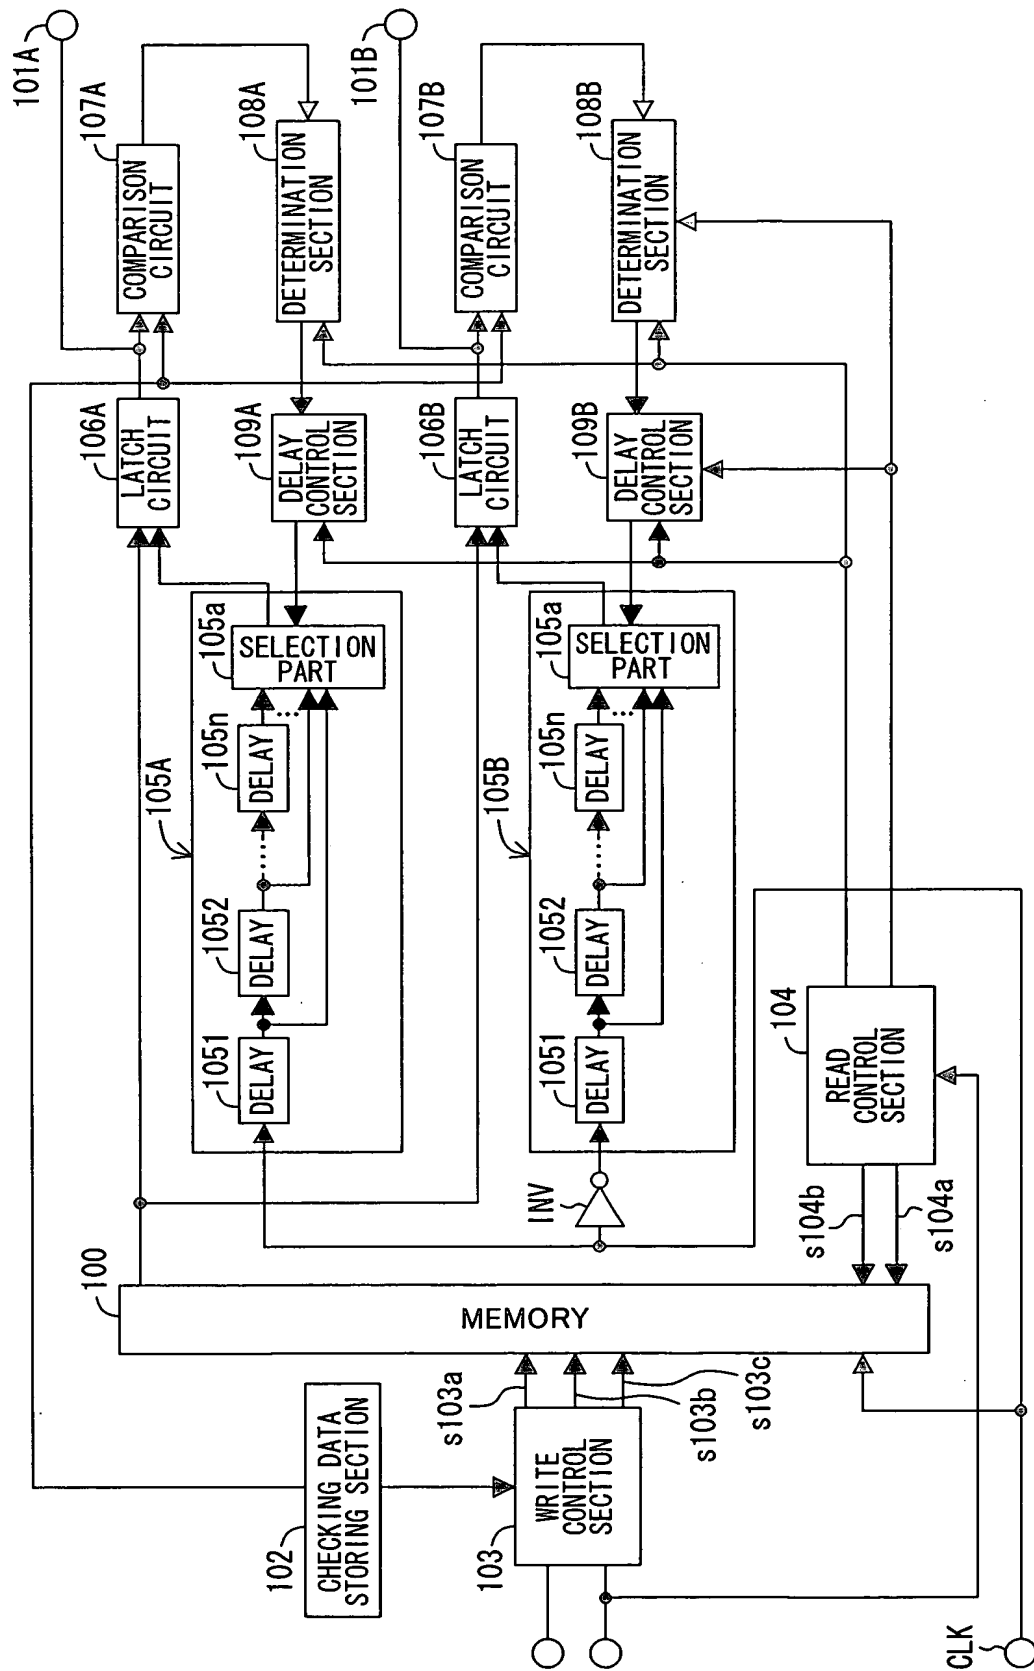 101A
107A
COMPARISON
CIRCUIT
108A
DETERMINATION
SECTION
101B
107B
COMPARISON
CIRCUIT
108B
DETERMINATION
SECTION
106A
LATCH
CIRCUIT
109A
DELAY
CONTROL
SECTION
106B
LATCH
CIRCUIT
109B
DELAY
CONTROL
SECTION
105A
105a
SELECTION
PART
105n
DELAY
1052
DELAY
1051
DELAY
105B
105a
SELECTION
PART
105n
DELAY
1052
DELAY
1051
DELAY
INV
104
READ
CONTROL
SECTION
s104b
s104a
100
MEMORY
s103a
s103b
s103c
102
CHECKING DATA
STORING SECTION
103
WRITE
CONTROL
SECTION
CLK